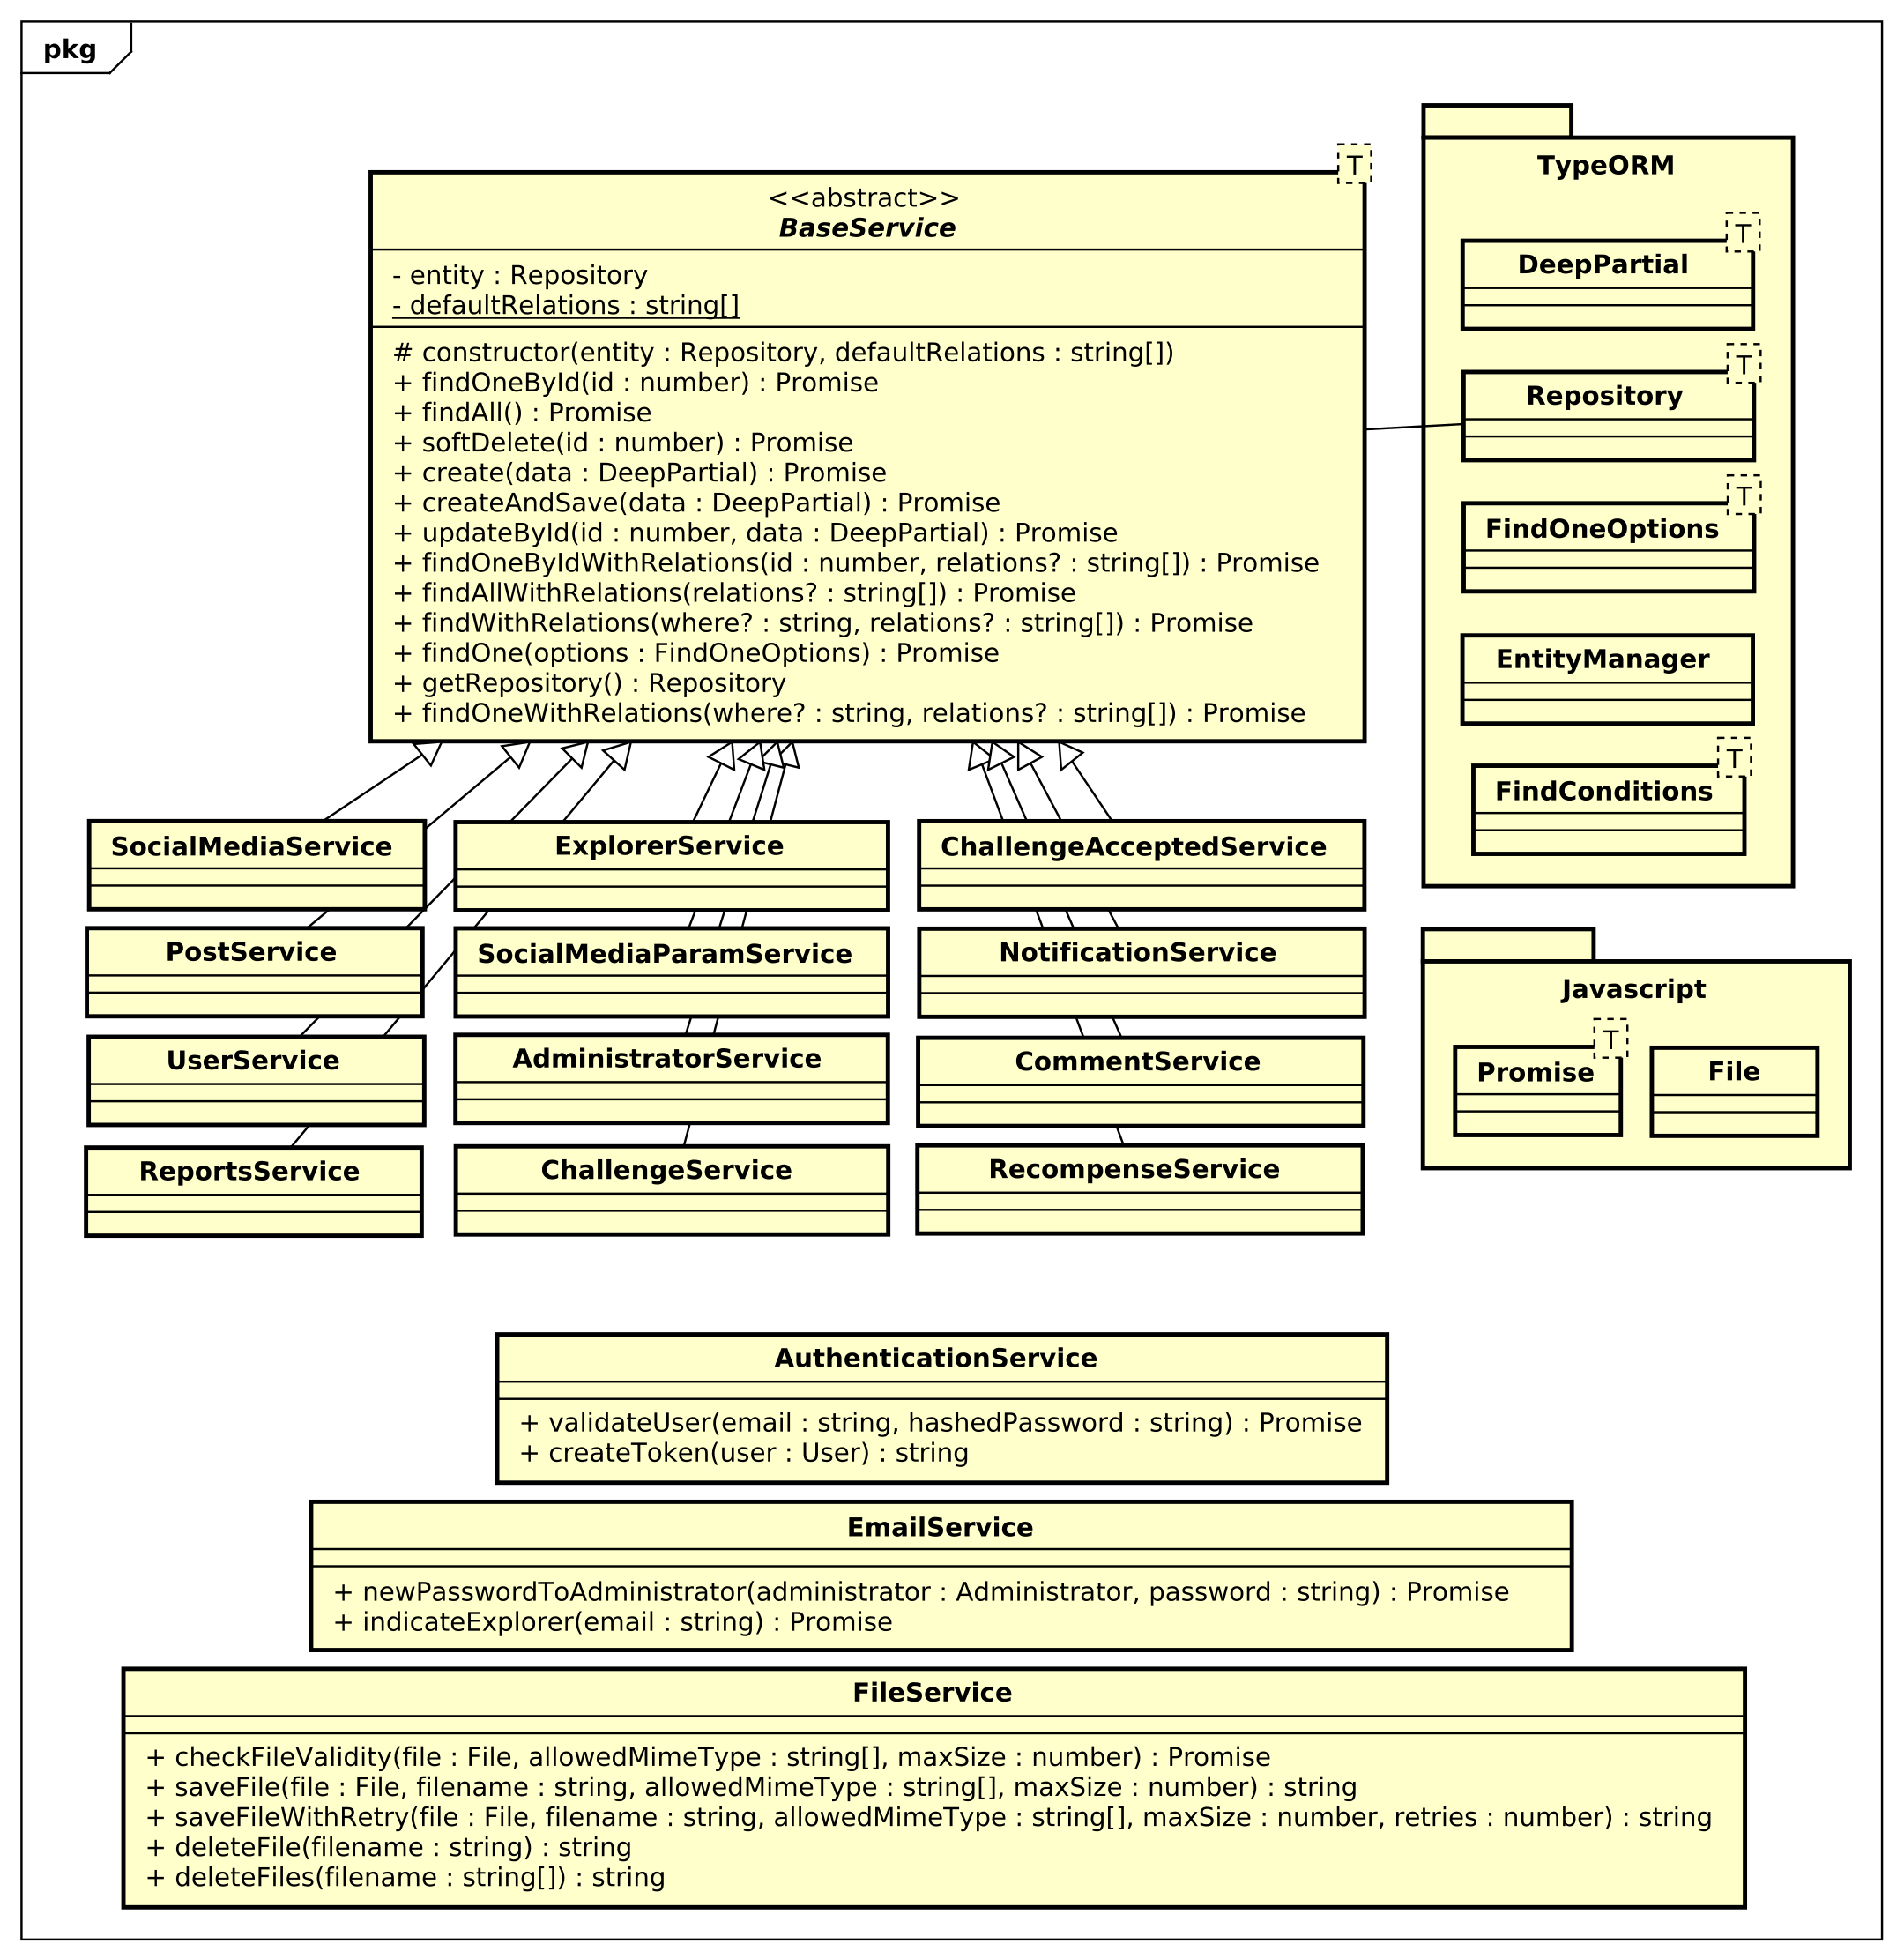 pkg
T
<<abstract>>
BaseService
- entity : Repository
- defaultRelations : string[]
# constructor(entity : Repository, defaultRelations : string[])
+ findOneById(id : number) : Promise
+ findAll() : Promise
+ softDelete(id : number) : Promise
+ create(data : DeepPartial) : Promise
+ createAndSave(data : DeepPartial) : Promise
+ updateById(id : number, data : DeepPartial) : Promise
+ findOneByIdWithRelations(id : number, relations? : string[]) : Promise
+ findAllWithRelations(relations? : string[]) : Promise
+ findWithRelations(where? : string, relations? : string[]) : Promise
+ findOne(options : FindOneOptions) : Promise
+ getRepository() : Repository
+ findOneWithRelations(where? : string, relations? : string[]) : Promise
TypeORM
T
DeepPartial
T
Repository
T
FindOneOptions
EntityManager
T
FindConditions
SocialMediaService
ExplorerService
ChallengeAcceptedService
PostService
SocialMediaParamService
NotificationService
UserService
AdministratorService
CommentService
ReportsService
ChallengeService
RecompenseService
Javascript
T
Promise
File
AuthenticationService
+ validateUser(email : string, hashedPassword : string) : Promise
+ createToken(user : User) : string
EmailService
+ newPasswordToAdministrator(administrator : Administrator, password : string) : Promise
+ indicateExplorer(email : string) : Promise
FileService
+ checkFileValidity(file : File, allowedMimeType : string[], maxSize : number) : Promise
+ saveFile(file : File, filename : string, allowedMimeType : string[], maxSize : number) : string
+ saveFileWithRetry(file : File, filename : string, allowedMimeType : string[], maxSize : number, retries : number) : string
+ deleteFile(filename : string) : string
+ deleteFiles(filename : string[]) : string